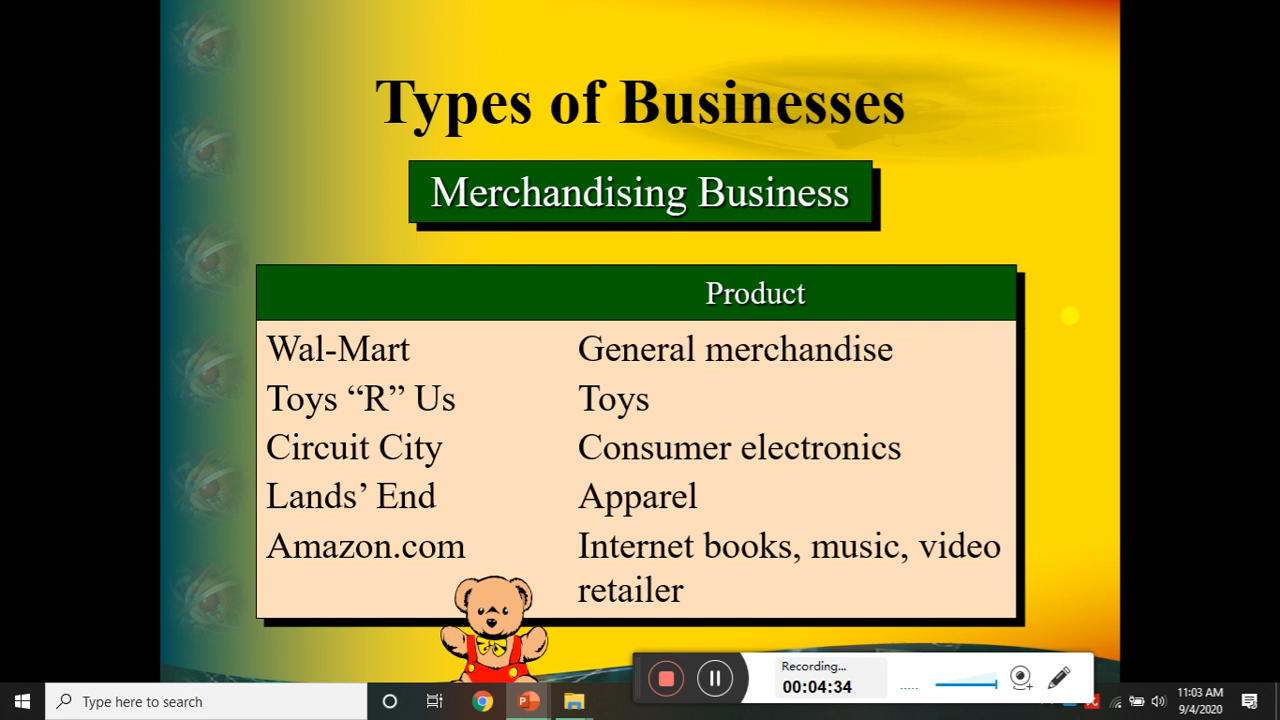 Types of Businesses
Merchandising Business
Product
Wal-Mart General merchandise
Toys “R” Us Toys
Circuit City Consumer electronics
Lands’ End Apparel
Amazon.com Internet books, music, video
retailer
Recording...
00:04:34
Type here to search
11:03 AM
9/4/2020